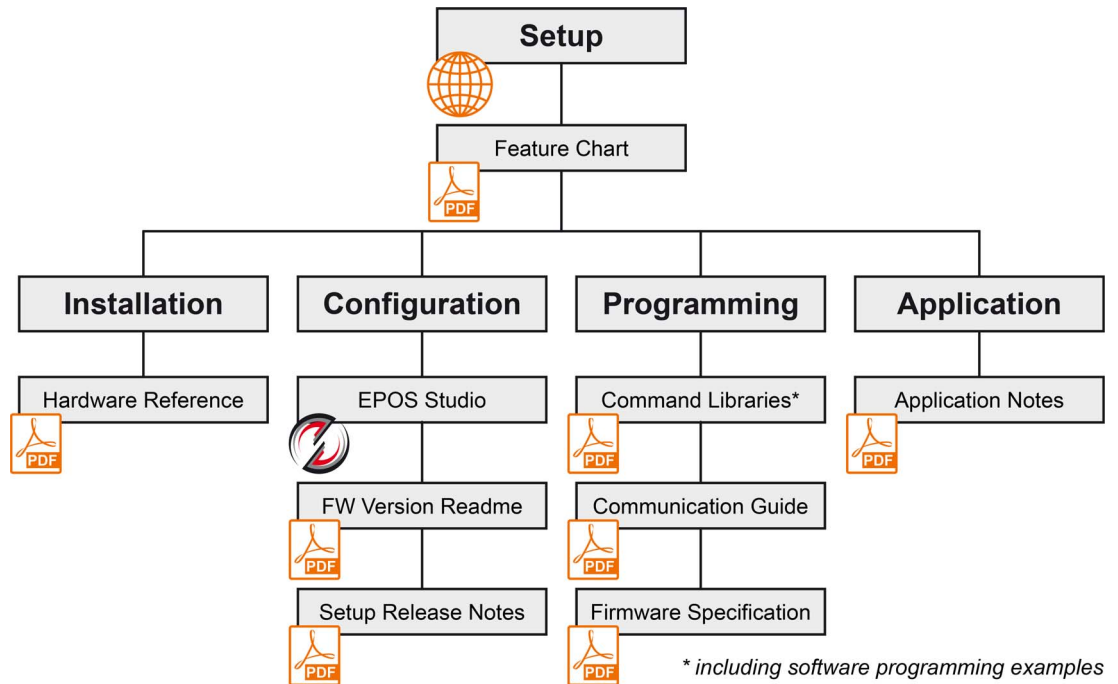 Setup
Feature Chart
PDF
Installation
Configuration
Programming
Application
Hardware Reference
PDF
EPOS Studio
FW Version Readme
PDF
Setup Release Notes
PDF
Command Libraries*
PDF
Communication Guide
PDF
Firmware Specification
PDF
Application Notes
PDF
* including software programming examples